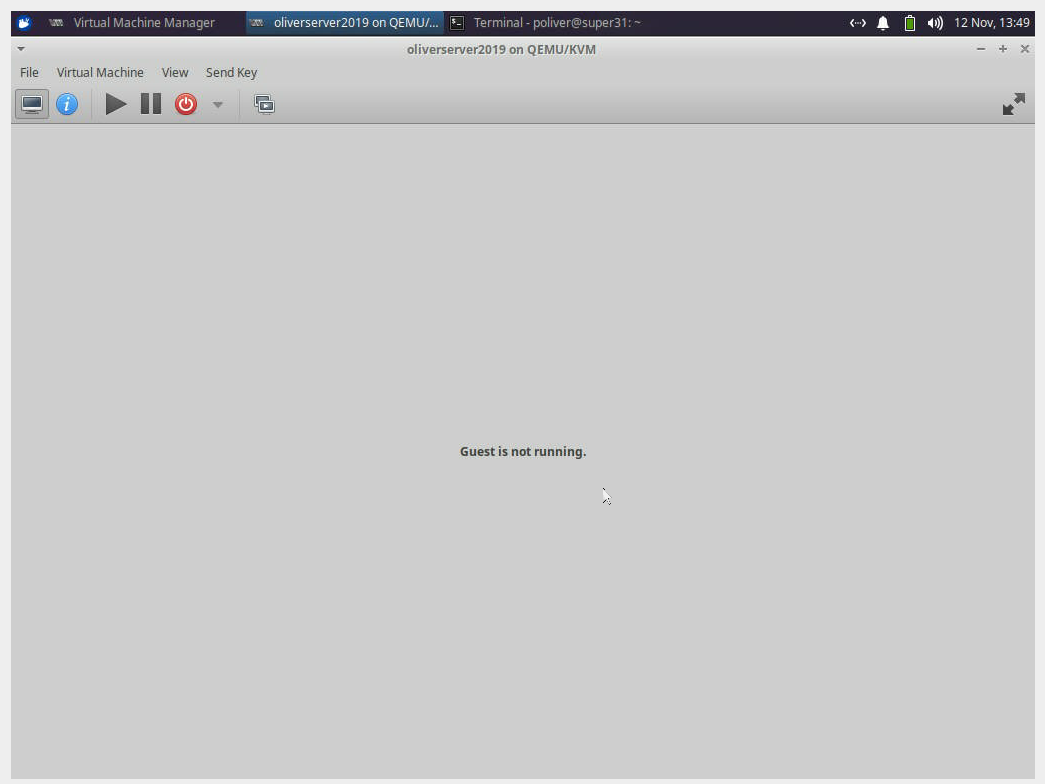 Virtual Machine Manager oliverserver2019 on QEMU/... Terminal - poliver@super31: ~ 12 Nov, 13:49
oliverserver2019 on QEMU/KVM
File Virtual Machine View Send Key
Guest is not running.